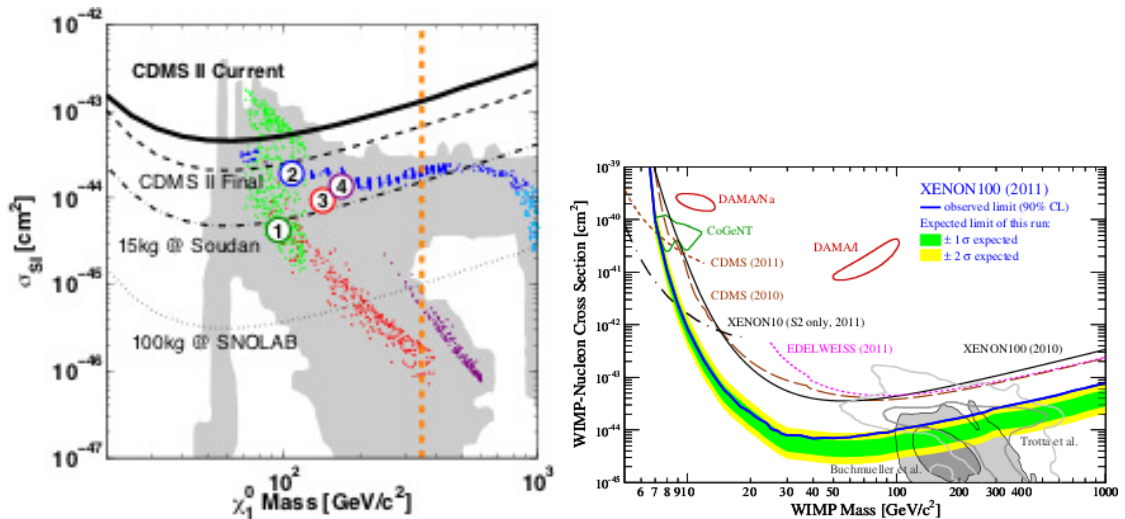 10⁻⁴²
10⁻⁴³
10⁻⁴⁴
10⁻⁴⁵
10⁻⁴⁶
10⁻⁴⁷
σ_SI [cm²]
CDMS II Current
CDMS II Final
15kg @ Soudan
100kg @ SNOLAB
2
4
3
1
10²
10³
χ₁⁰ Mass [GeV/c²]
10⁻³⁹
10⁻⁴⁰
10⁻⁴¹
10⁻⁴²
10⁻⁴³
10⁻⁴⁴
10⁻⁴⁵
WIMP-Nucleon Cross Section [cm²]
DAMA/Na
CoGeNT
DAMA/I
CDMS (2011)
CDMS (2010)
XENON10 (S2 only, 2011)
EDELWEISS (2011)
XENON100 (2010)
XENON100 (2011)
observed limit (90% CL)
Expected limit of this run:
± 1 σ expected
± 2 σ expected
Trotta et al.
Buchmueller et al.
6 7 8 9 10 20 30 40 50 100 200 300 400 1000
WIMP Mass [GeV/c²]